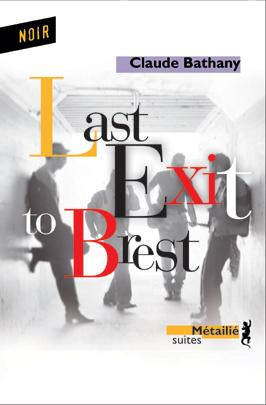 NOIR
Claude Bathany
Last
Exit
to Brest
Métailié
suites